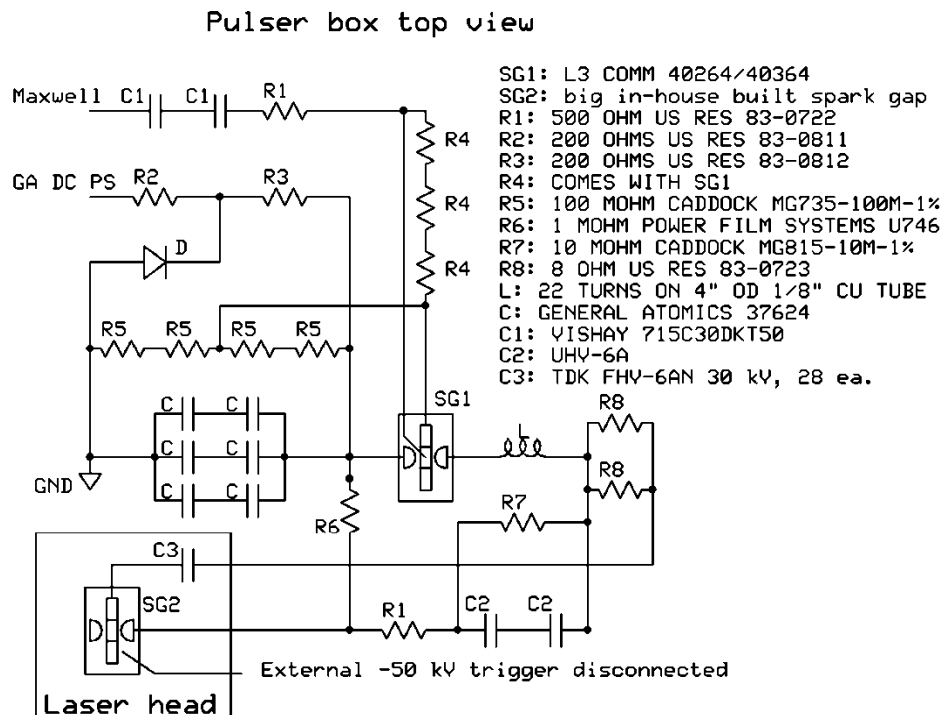 Pulser box top view
SG1: L3 COMM 40264/40364
SG2: big in-house built spark gap
R1: 500 OHM US RES 83-0722
R2: 200 OHMS US RES 83-0811
R3: 200 OHMS US RES 83-0812
R4: COMES WITH SG1
R5: 100 MOHM CADDOCK MG735-100M-1%
R6: 1 MOHM POWER FILM SYSTEMS U746
R7: 10 MOHM CADDOCK MG815-10M-1%
R8: 8 OHM US RES 83-0723
L: 22 TURNS ON 4" OD 1/8" CU TUBE
C: GENERAL ATOMICS 37624
C1: VISHAY 715C30DKT50
C2: UHV-6A
C3: TDK FHV-6AN 30 kV, 28 ea.
Maxwell C1 C1 R1
R4
GA DC PS R2 R3
R4
D
R4
R5 R5 R5 R5
SG1
R8
C C
L
C C
R8
GND
C C
R7
R6
C3
SG2
R1 C2 C2
External -50 kV trigger disconnected
Laser head